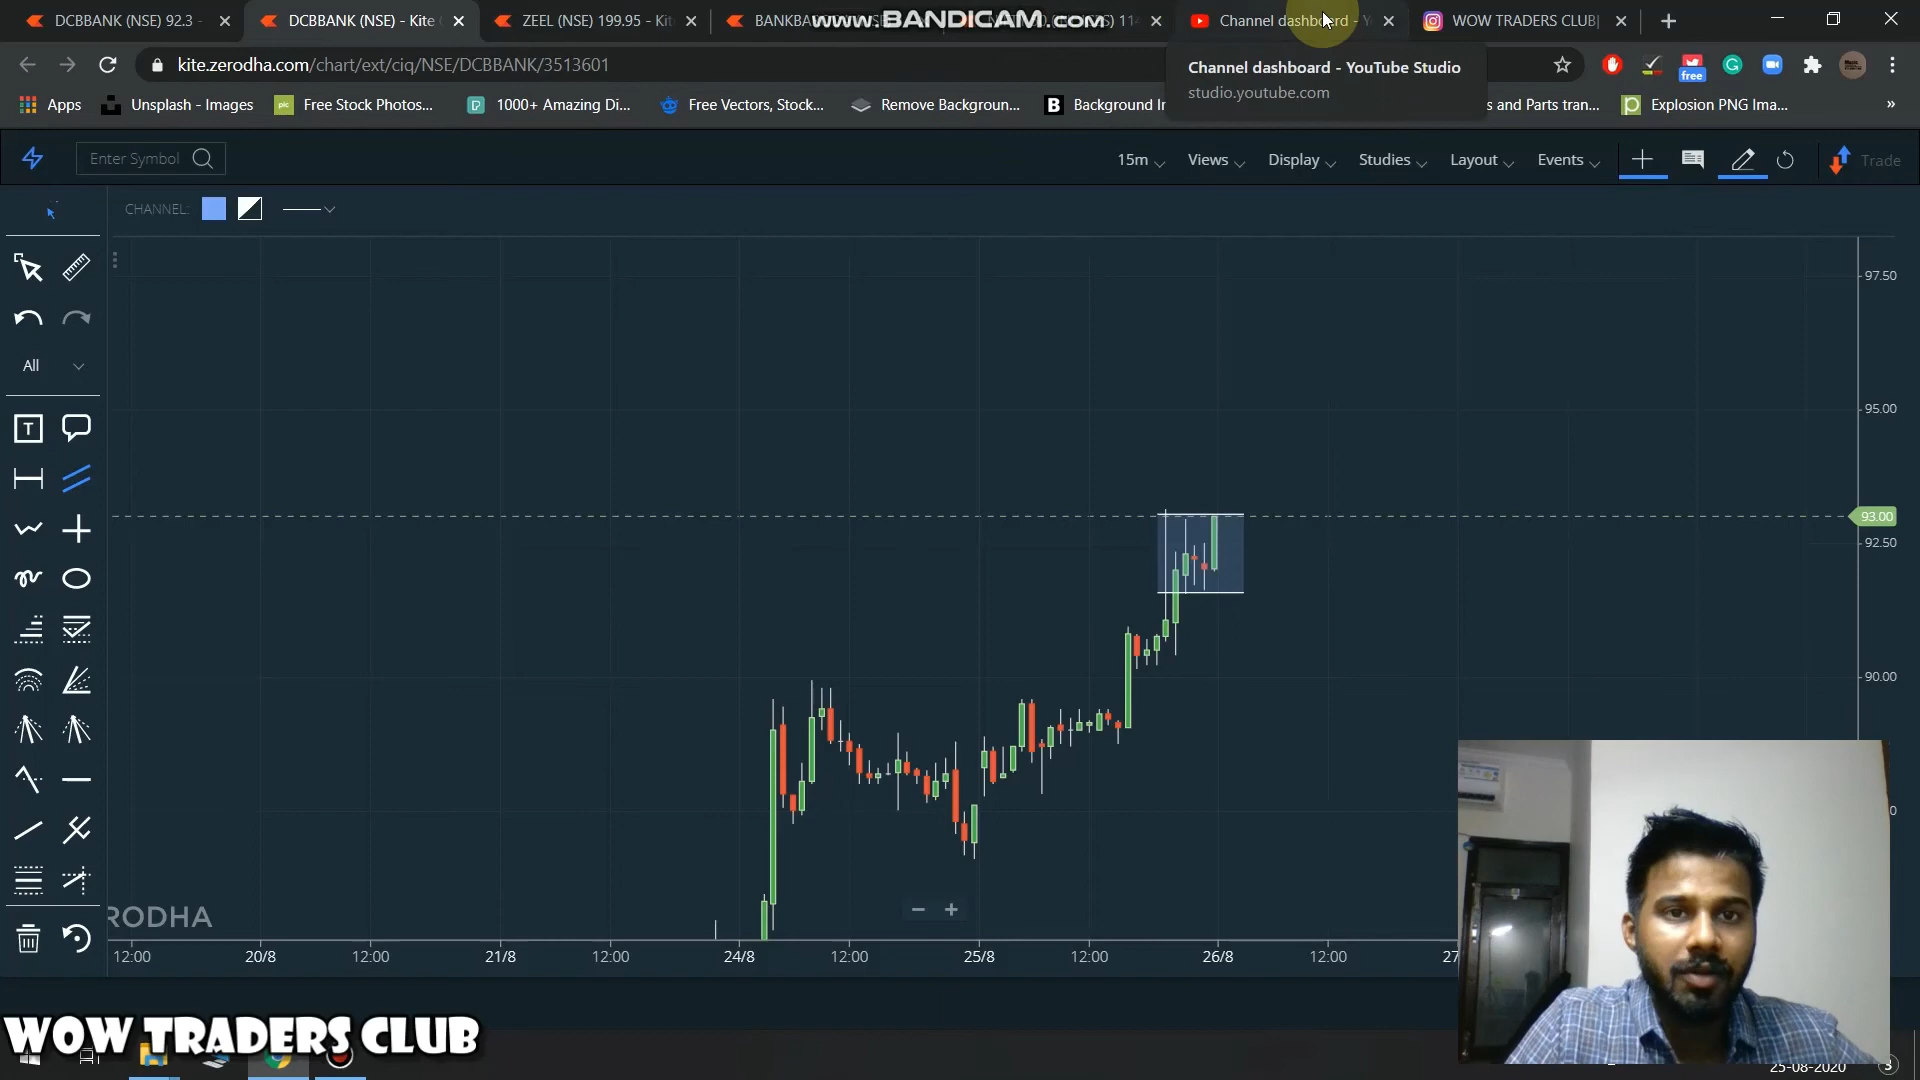 DCBBANK (NSE) 92.3 -
DCBBANK (NSE) - Kite
ZEEL (NSE) 199.95 - Kit
BANKBA
www.BANDICAM.com
Channel dashboard - Y
WOW TRADERS CLUB|
kite.zerodha.com/chart/ext/ciq/NSE/DCBBANK/3513601
Channel dashboard - YouTube Studio
studio.youtube.com
free
Apps
Unsplash - Images
pic
Free Stock Photos...
1000+ Amazing Di...
Free Vectors, Stock...
Remove Backgroun...
B
Background
s and Parts tran...
Explosion PNG Ima...
»
Enter Symbol
15m
Views
Display
Studies
Layout
Events
Trade
CHANNEL:
97.50
All
95.00
T
93.00
92.50
90.00
RODHA
12:00
20/8
12:00
21/8
12:00
24/8
12:00
25/8
12:00
26/8
12:00
27
WOW TRADERS CLUB
25-08-2020
3